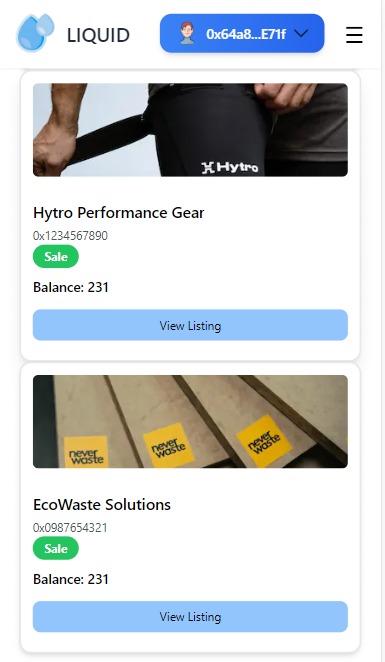 LIQUID
0x64a8...E71f
Hytro
Hytro Performance Gear
0x1234567890
Sale
Balance: 231
View Listing
never
waste
never
waste
never
waste
EcoWaste Solutions
0x0987654321
Sale
Balance: 231
View Listing